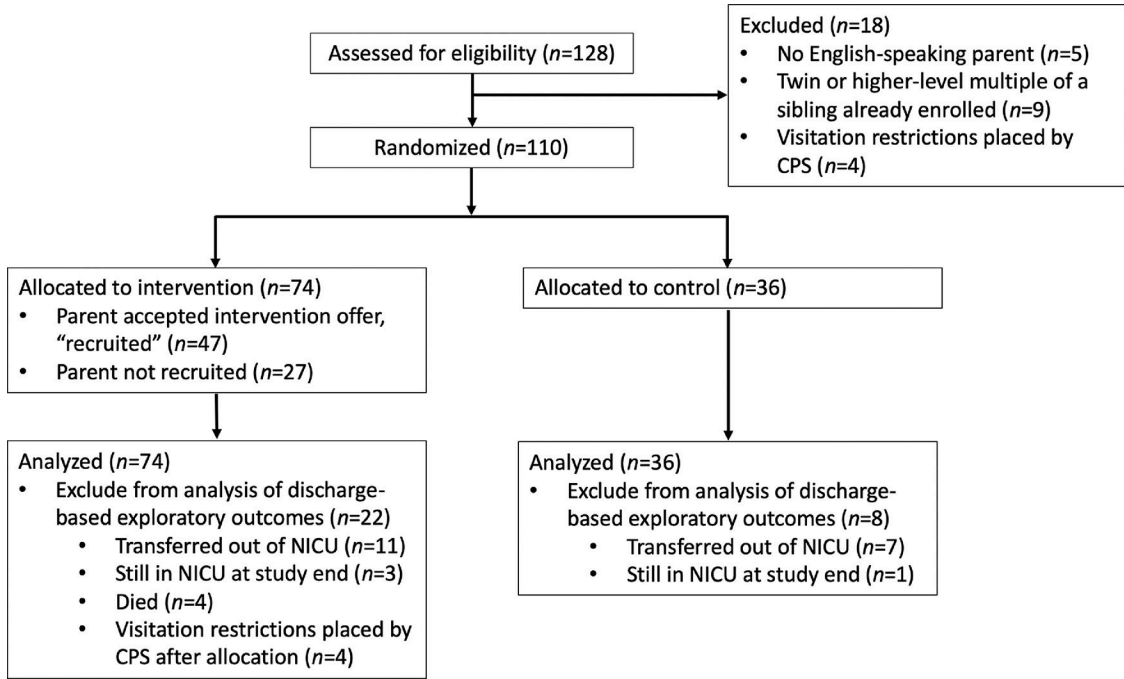 Assessed for eligibility (n=128)
Excluded (n=18)
• No English-speaking parent (n=5)
• Twin or higher-level multiple of a
sibling already enrolled (n=9)
• Visitation restrictions placed by
CPS (n=4)
Randomized (n=110)
Allocated to intervention (n=74)
• Parent accepted intervention offer,
“recruited” (n=47)
• Parent not recruited (n=27)
Allocated to control (n=36)
Analyzed (n=74)
• Exclude from analysis of discharge-
based exploratory outcomes (n=22)
• Transferred out of NICU (n=11)
• Still in NICU at study end (n=3)
• Died (n=4)
• Visitation restrictions placed by
CPS after allocation (n=4)
Analyzed (n=36)
• Exclude from analysis of discharge-
based exploratory outcomes (n=8)
• Transferred out of NICU (n=7)
• Still in NICU at study end (n=1)